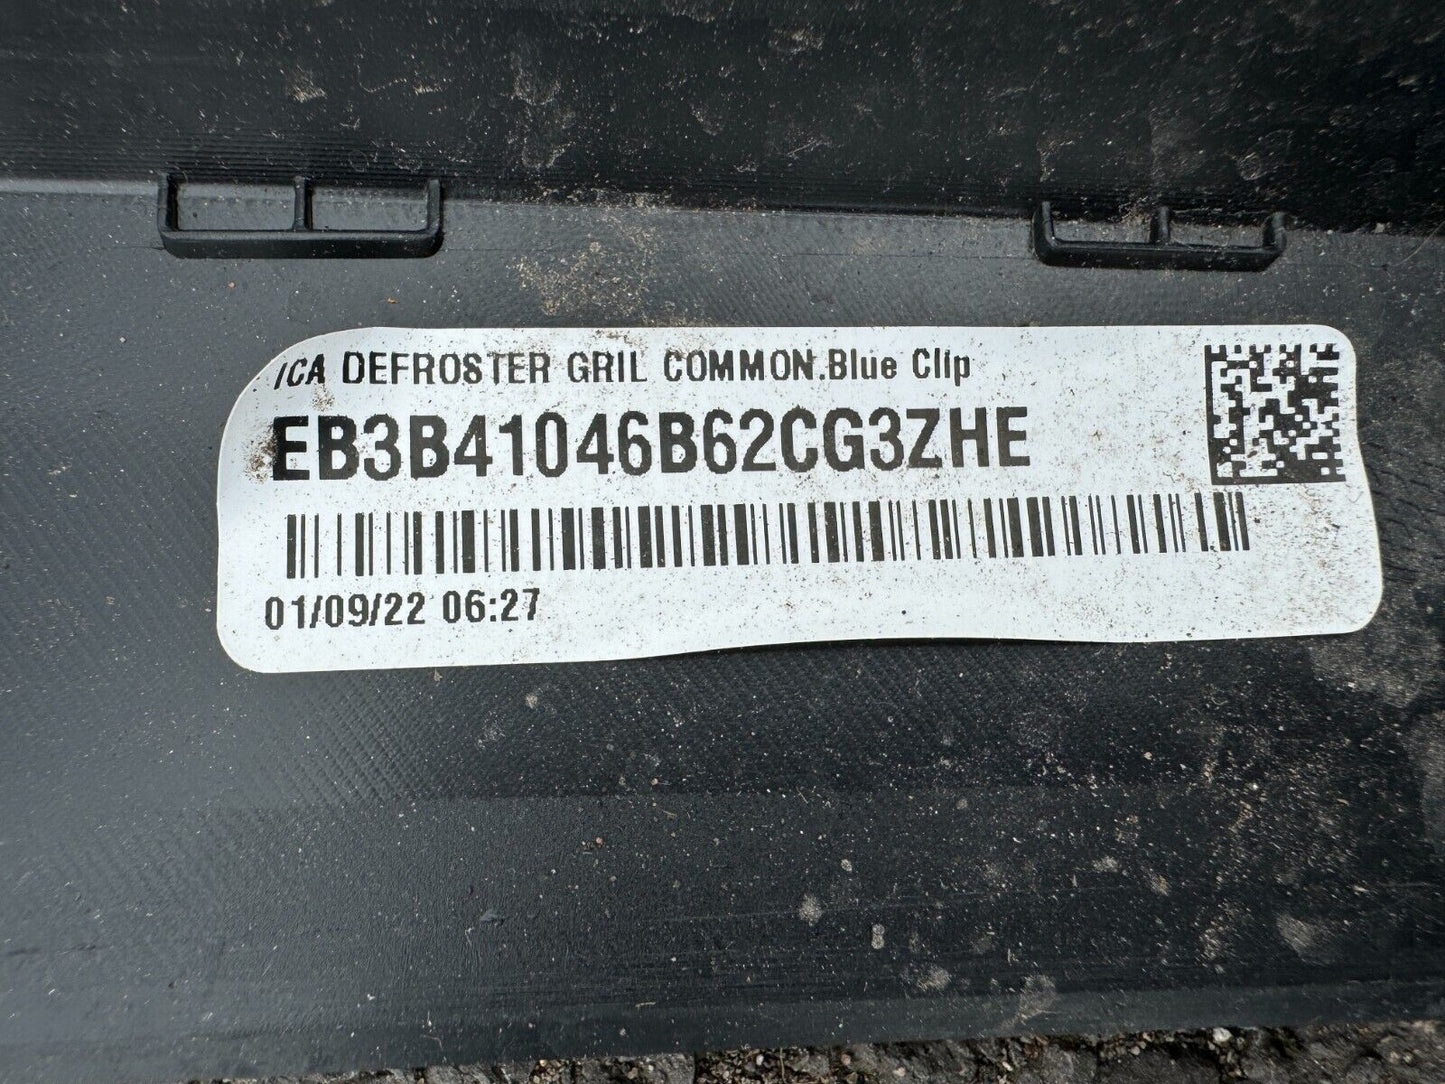 ICA DEFROSTER GRIL COMMON.Blue Clip
EB3B41046B62CG3ZHE
01/09/22 06:27